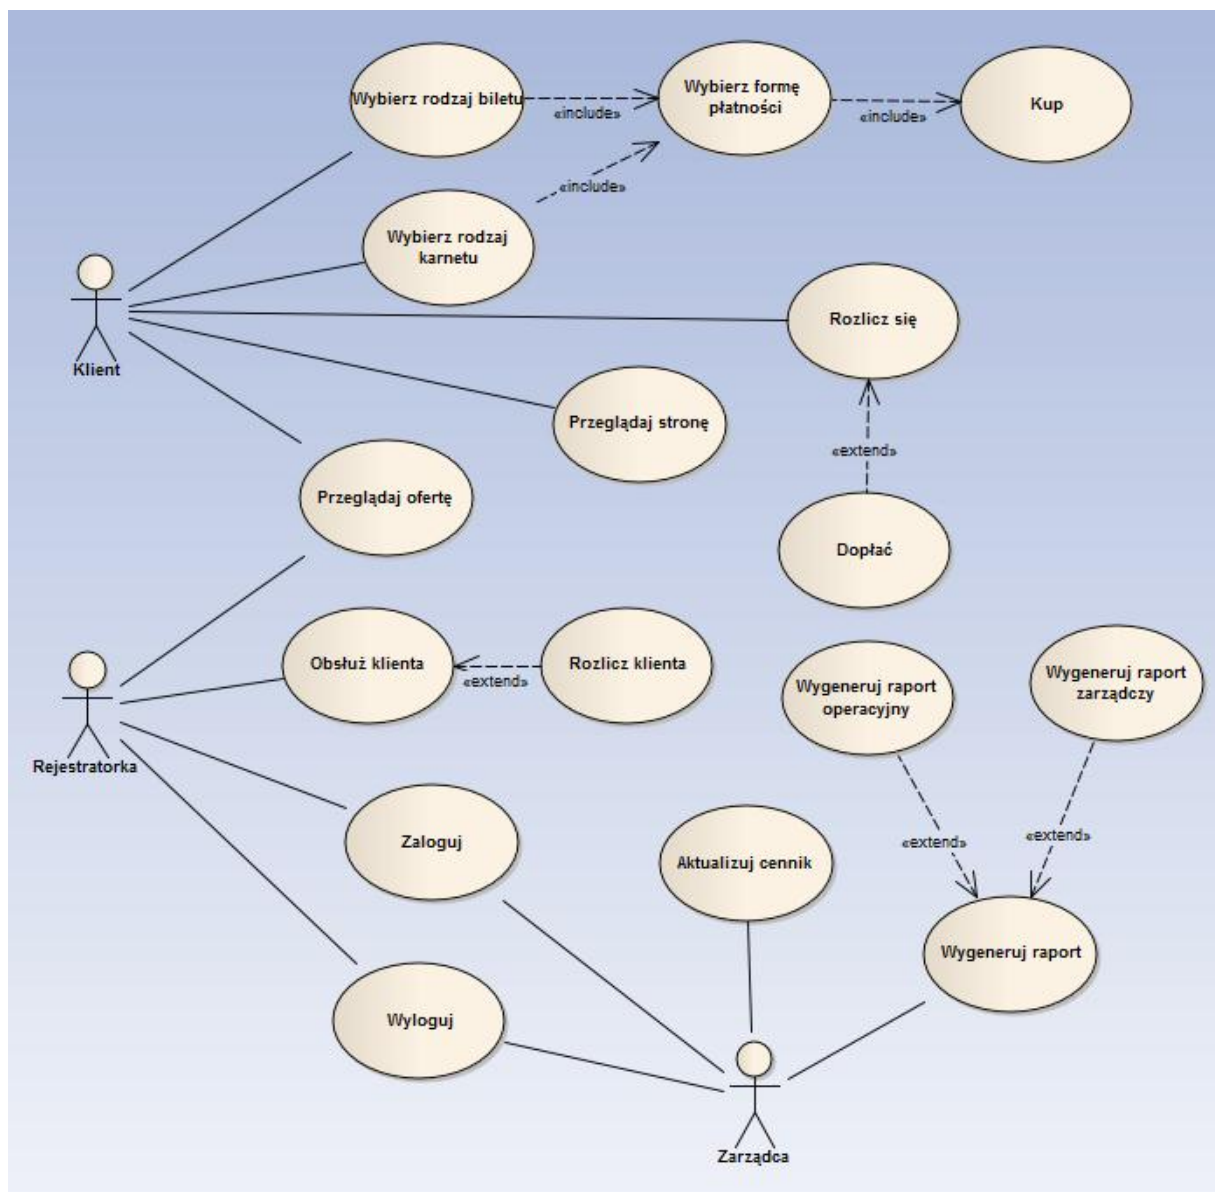 Wybierz rodzaj biletu
«include»
Wybierz formę
płatności
«include»
Kup
«include»
Wybierz rodzaj
karnetu
Klient
Rozlicz się
Przeglądaj stronę
«extend»
Przeglądaj ofertę
Dopłać
Obsłuż klienta
«extend»
Rozlicz klienta
Wygeneruj raport
operacyjny
Wygeneruj raport
zarządczy
Rejestratorka
Zaloguj
Aktualizuj cennik
«extend»
«extend»
Wygeneruj raport
Wyloguj
Zarządca